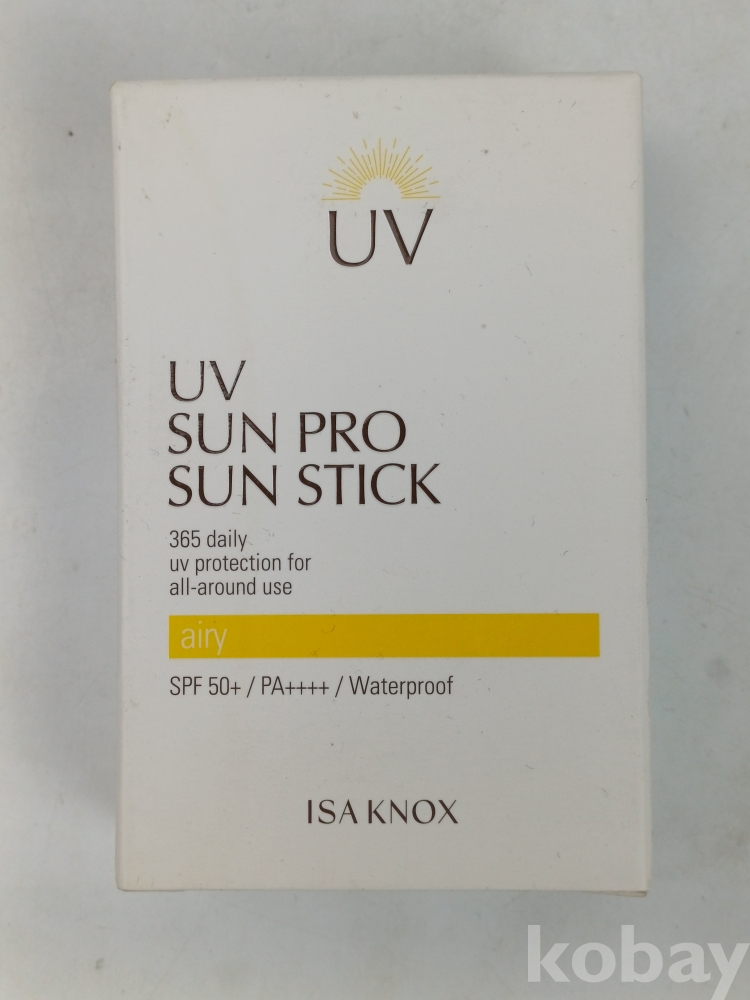 UV
UV
SUN PRO
SUN STICK
365 daily
uv protection for
all-around use
airy
SPF 50+ / PA++++ / Waterproof
ISA KNOX
kobay